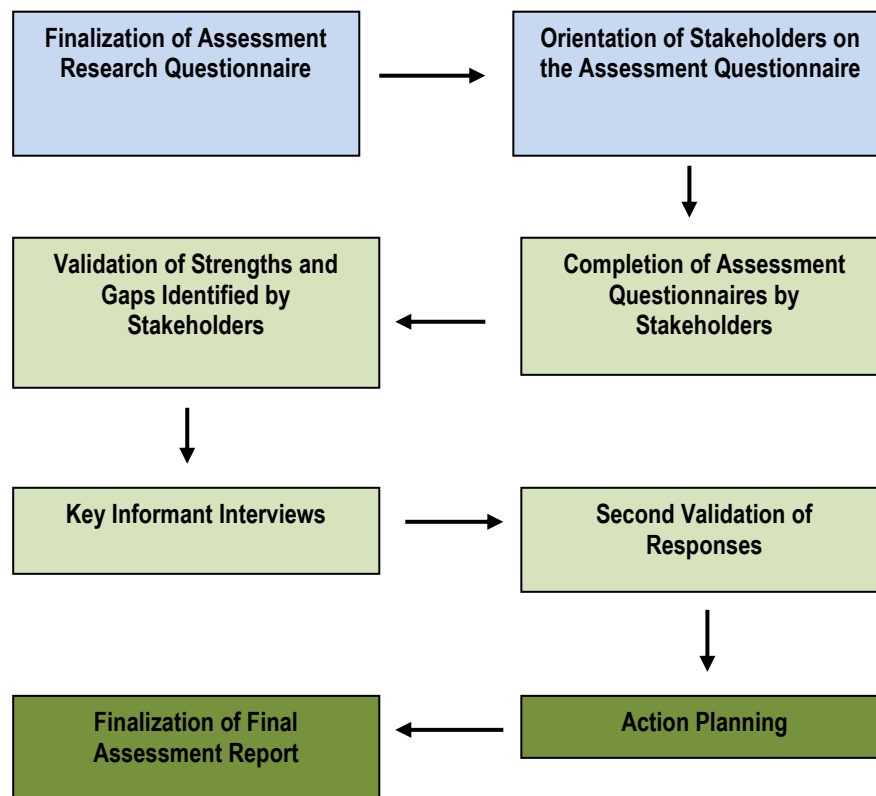 Finalization of Assessment
Research Questionnaire
Orientation of Stakeholders on
the Assessment Questionnaire
Validation of Strengths and
Gaps Identified by
Stakeholders
Completion of Assessment
Questionnaires by
Stakeholders
Key Informant Interviews
Second Validation of
Responses
Finalization of Final
Assessment Report
Action Planning